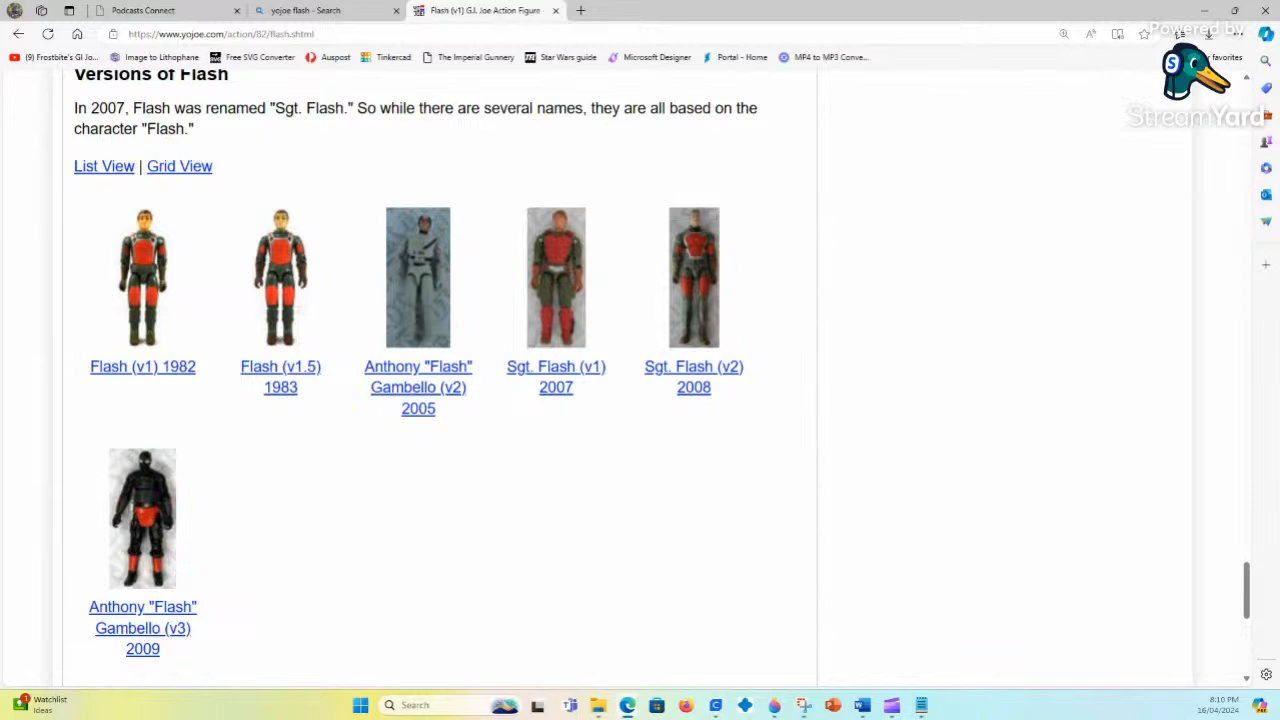 Podcasts Connect
yojoe flash - Search
Flash (v1) G.I. Joe Action Figure
https://www.yojoe.com/action/82/flash.shtml
Powered by
(9) Frostbite's GI Jo...
Image to Lithophane
Free SVG Converter
Auspost
Tinkercad
The Imperial Gunnery
Star Wars guide
Microsoft Designer
Portal - Home
MP4 to MP3 Conve...
favorites
StreamYard
Versions of Flash
In 2007, Flash was renamed "Sgt. Flash." So while there are several names, they are all based on the
character "Flash."
List View | Grid View
Flash (v1) 1982
Flash (v1.5)
1983
Anthony "Flash"
Gambello (v2)
2005
Sgt. Flash (v1)
2007
Sgt. Flash (v2)
2008
Anthony "Flash"
Gambello (v3)
2009
Watchlist
Ideas
Search
8:10 PM
16/04/2024